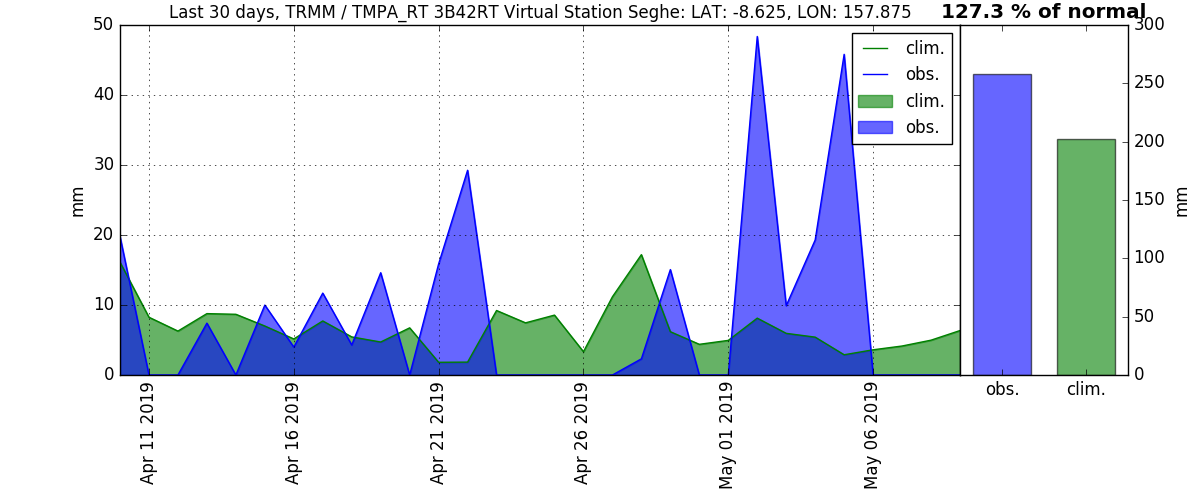 Last 30 days, TRMM / TMPA_RT 3B42RT Virtual Station Seghe: LAT: -8.625, LON: 157.875
127.3 % of normal
50
40
30
20
10
0
mm
clim.
obs.
clim.
obs.
Apr 11 2019
Apr 16 2019
Apr 21 2019
Apr 26 2019
May 01 2019
May 06 2019
300
250
200
150
100
50
0
mm
obs.
clim.